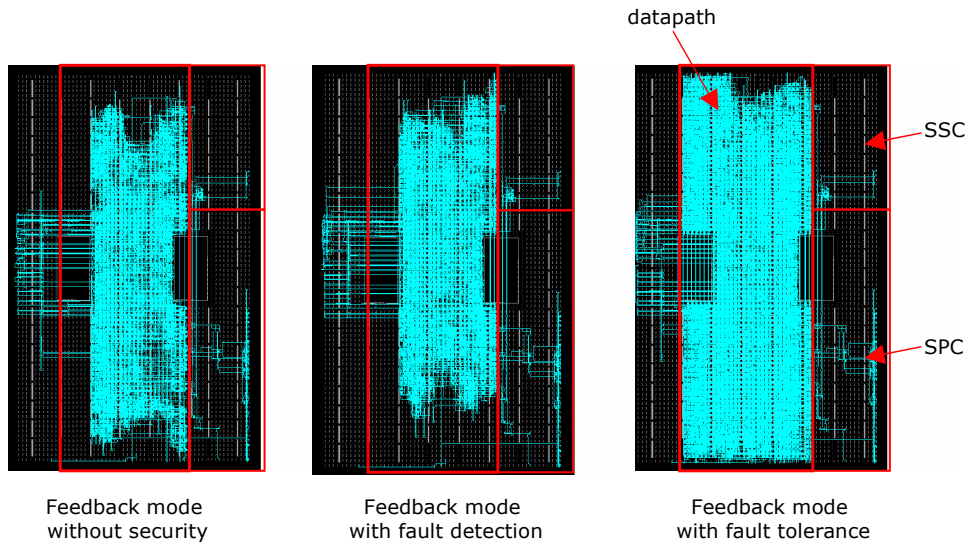 datapath
SSC
SPC
Feedback mode
without security
Feedback mode
with fault detection
Feedback mode
with fault tolerance